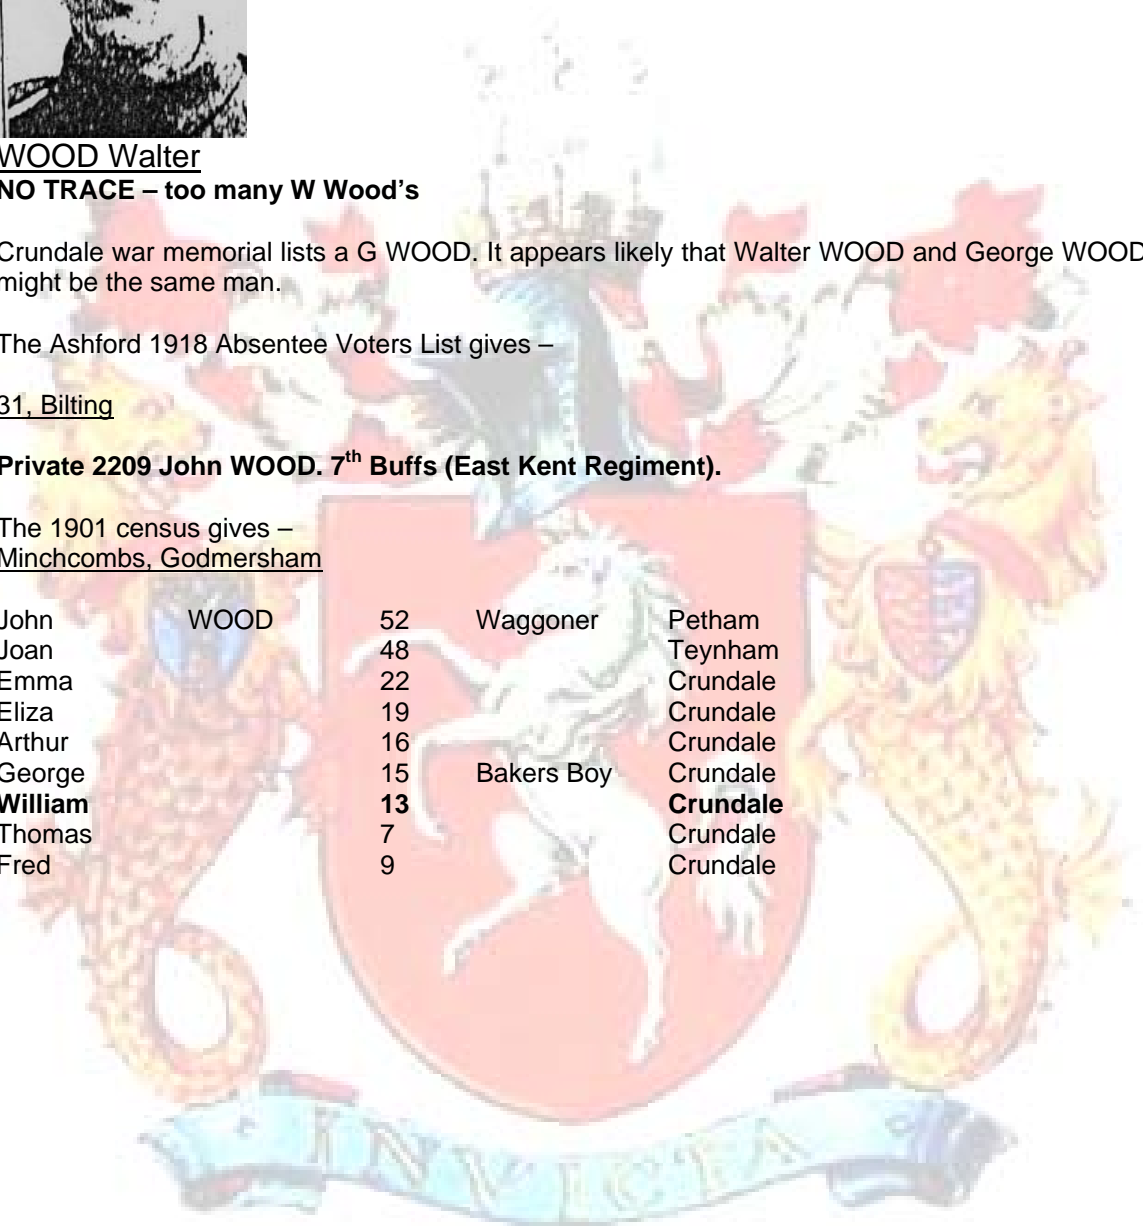 WOOD Walter
NO TRACE – too many W Wood's
Crundale war memorial lists a G WOOD. It appears likely that Walter WOOD and George WOOD
might be the same man.
The Ashford 1918 Absentee Voters List gives –
31, Bilting
Private 2209 John WOOD. 7th Buffs (East Kent Regiment).
The 1901 census gives –
Minchcombs, Godmersham
John WOOD 52 Waggoner Petham
Joan 48 Teynham
Emma 22 Crundale
Eliza 19 Crundale
Arthur 16 Crundale
George 15 Bakers Boy Crundale
William 13 Crundale
Thomas 7 Crundale
Fred 9 Crundale
INVICTA